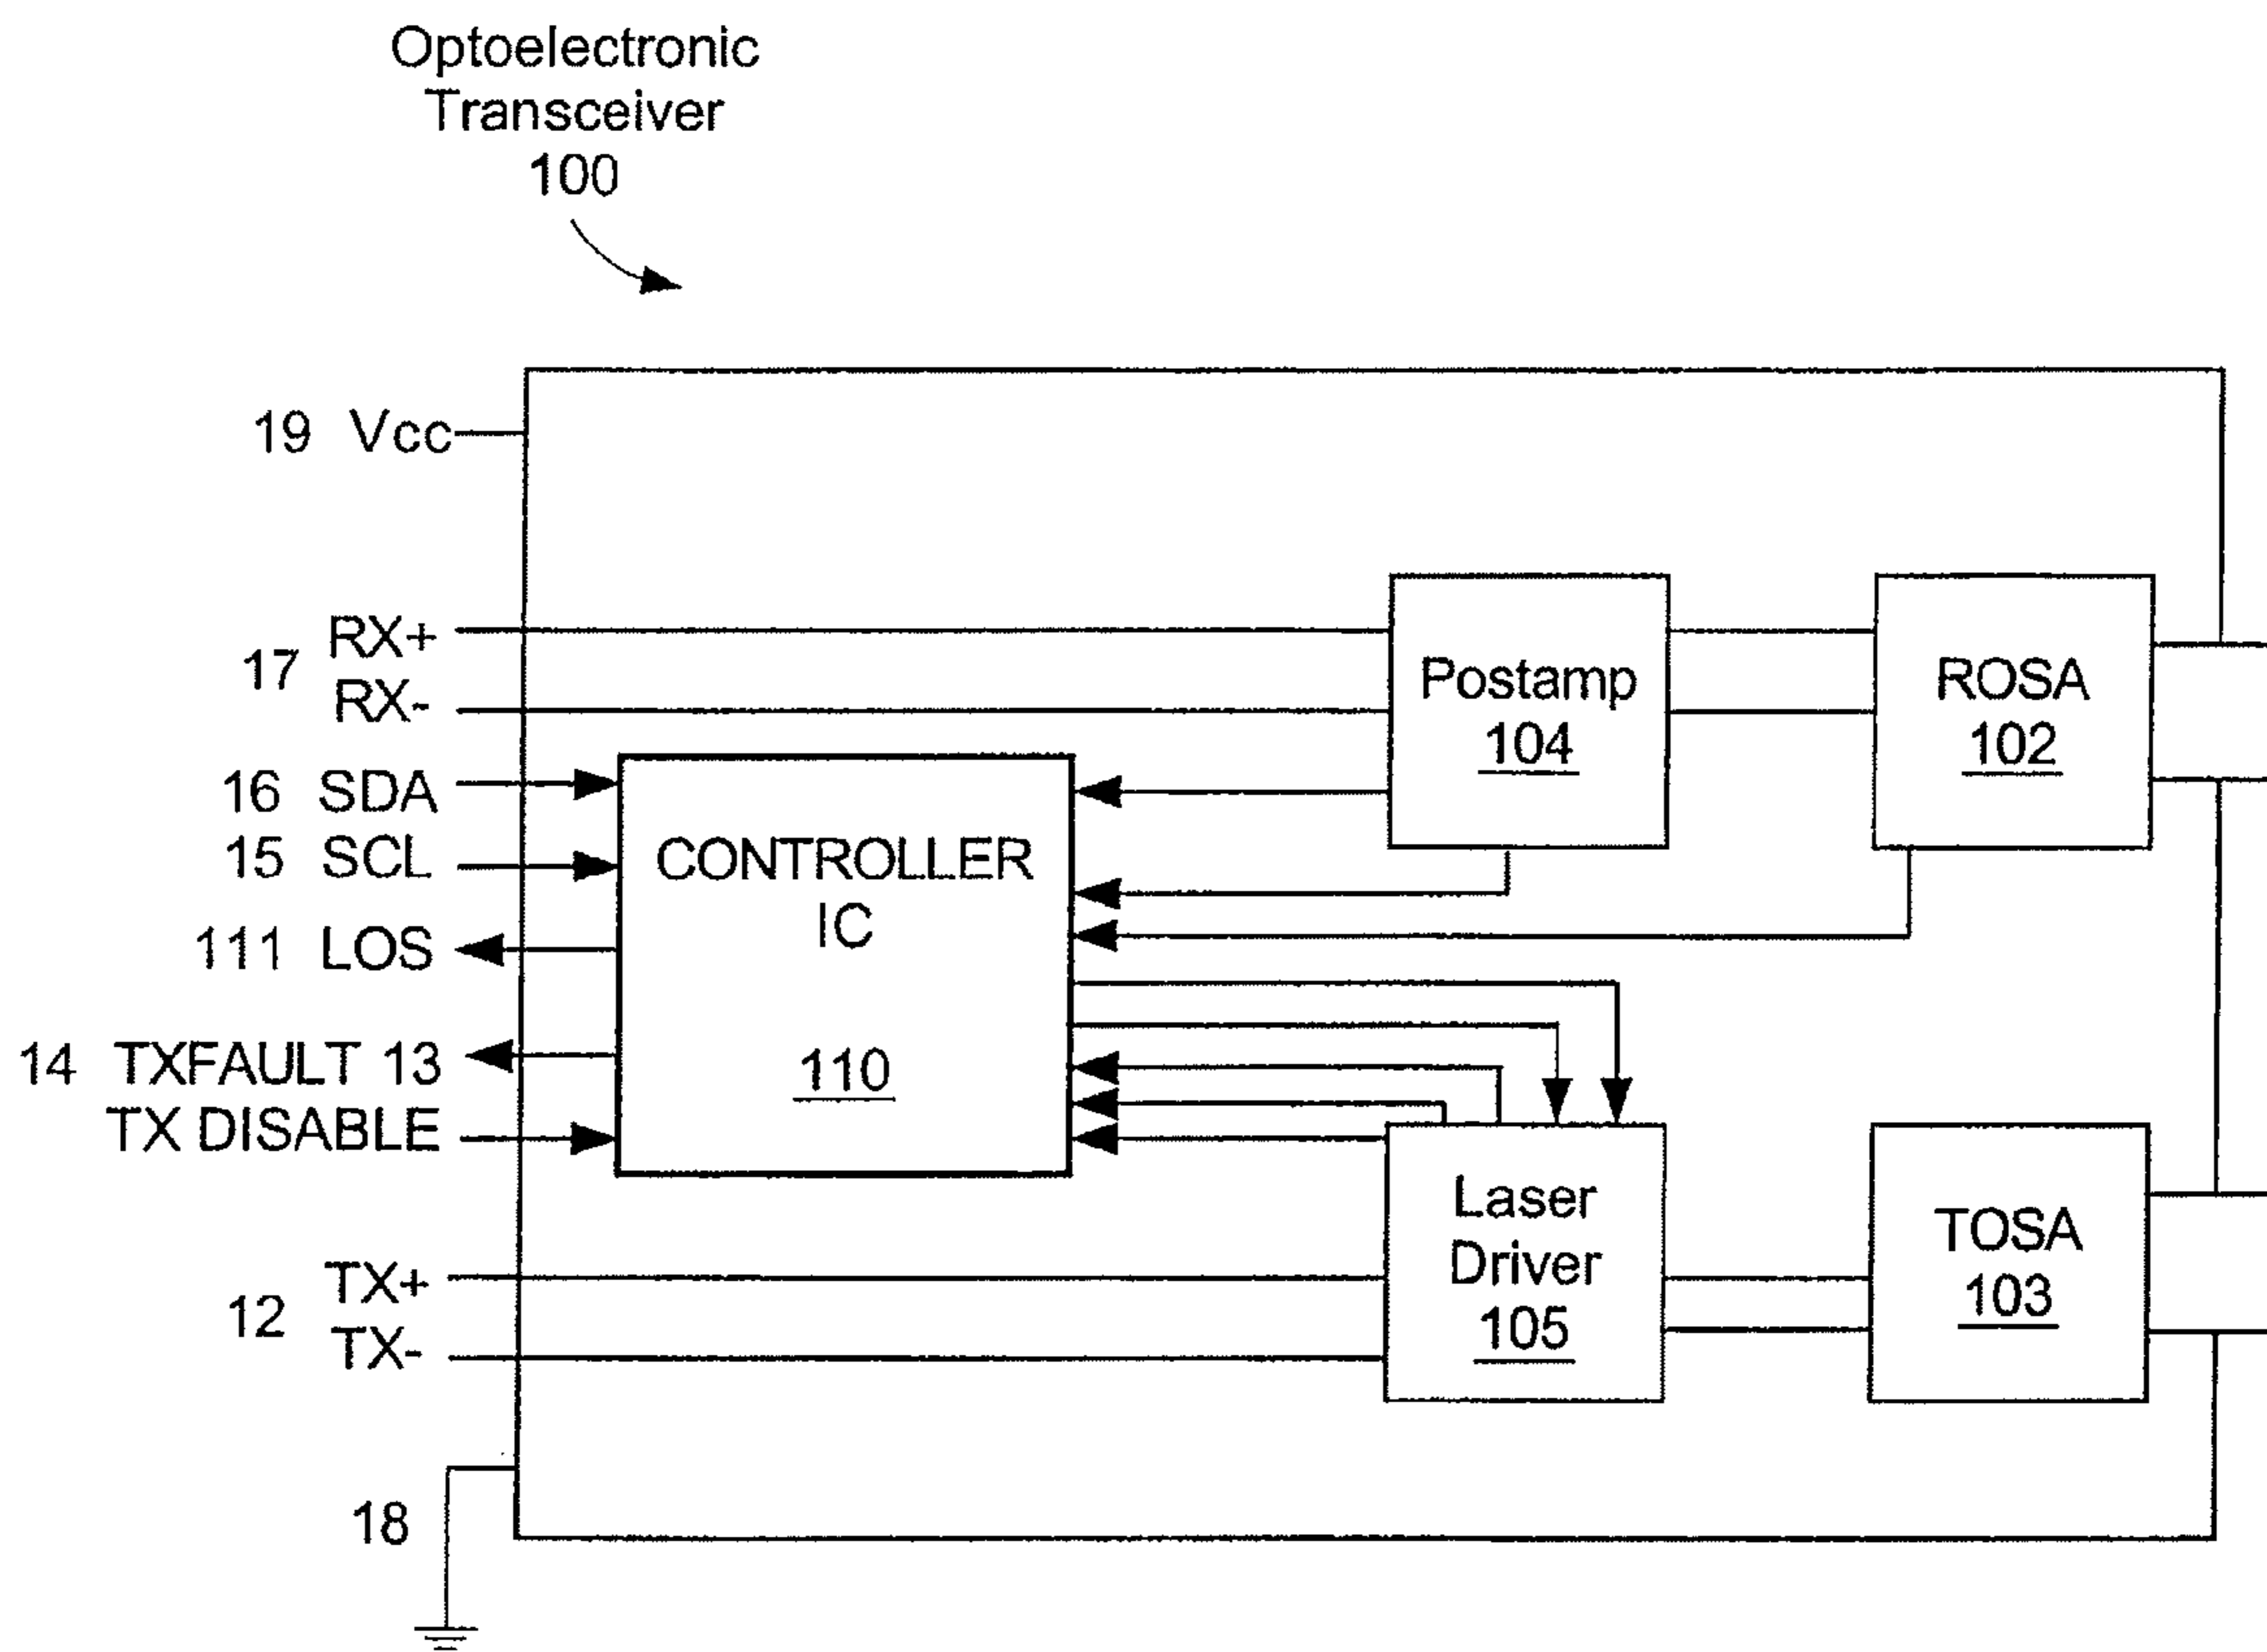 Optoelectronic
Transceiver
100
19 Vcc
17 RX+
RX-
16 SDA
15 SCL
111 LOS
14 TXFAULT 13
TX DISABLE
12 TX+
TX-
18
CONTROLLER
IC
110
Postamp
104
ROSA
102
Laser
Driver
105
TOSA
103